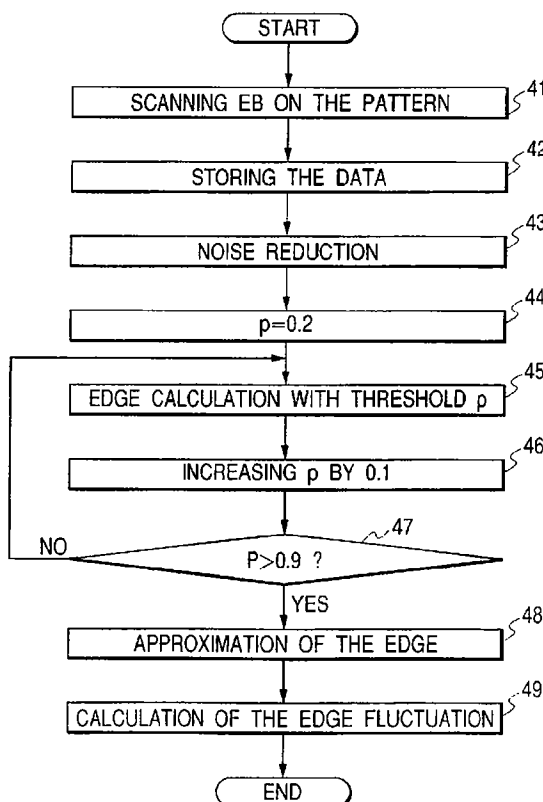 START
SCANNING EB ON THE PATTERN
41
STORING THE DATA
42
NOISE REDUCTION
43
p=0.2
44
EDGE CALCULATION WITH THRESHOLD p
45
INCREASING p BY 0.1
46
P>0.9 ?
47
NO
YES
APPROXIMATION OF THE EDGE
48
CALCULATION OF THE EDGE FLUCTUATION
49
END